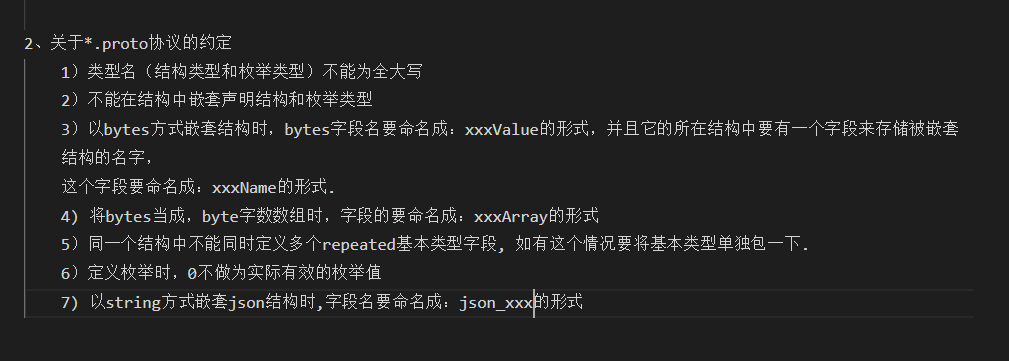 2、关于*.proto协议的约定
1）类型名（结构类型和枚举类型）不能为全大写
2）不能在结构中嵌套声明结构和枚举类型
3）以bytes方式嵌套结构时，bytes字段名要命名成：xxxValue的形式，并且它的所在结构中要有一个字段来存储被嵌套
结构的名字，
这个字段要命名成：xxxName的形式.
4) 将bytes当成，byte字数数组时，字段的要命名成：xxxArray的形式
5）同一个结构中不能同时定义多个repeated基本类型字段, 如有这个情况要将基本类型单独包一下.
6）定义枚举时，0不做为实际有效的枚举值
7) 以string方式嵌套json结构时,字段名要命名成：json_xxx的形式